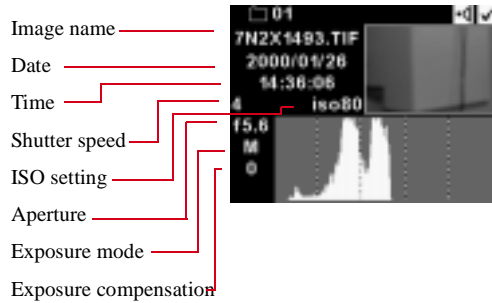 Image name
Date
Time
Shutter speed
ISO setting
Aperture
Exposure mode
Exposure compensation
01
7N2X1493.TIF
2000/01/26
14:36:06
4 iso80
f5.6
M
0